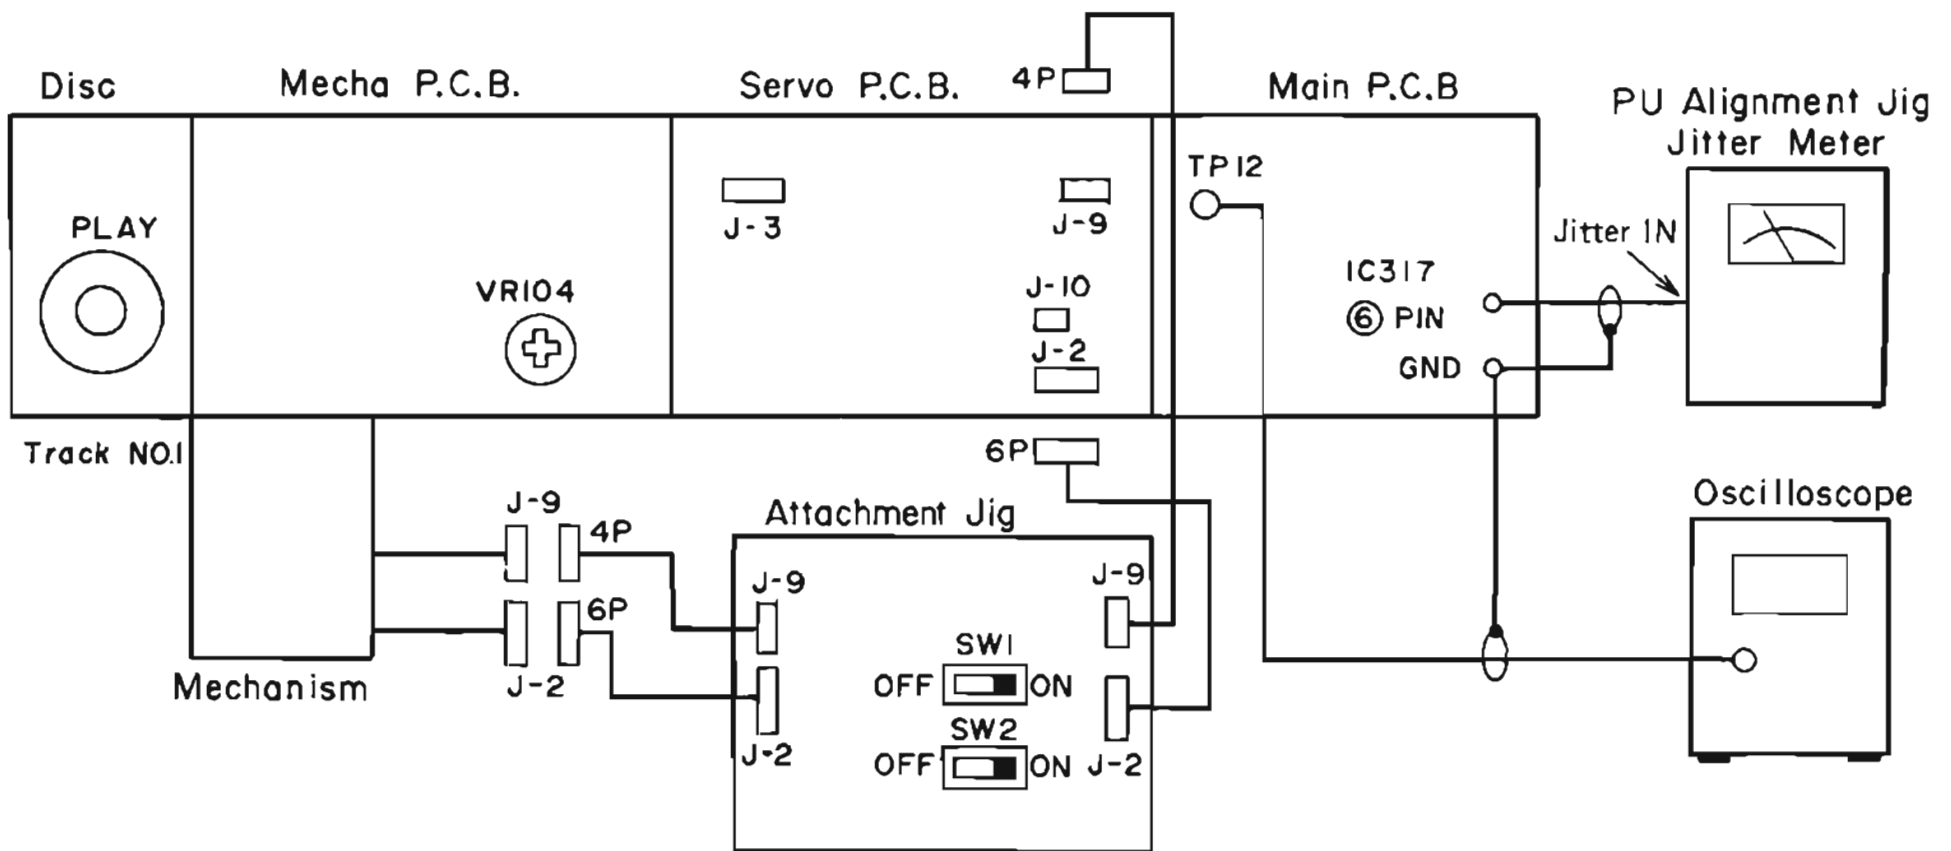 Disc
Mecha P.C.B.
Servo P.C.B.
4P
Main P.C.B
PU Alignment Jig
Jitter Meter
PLAY
VR104
J-3
J-9
J-10
J-2
TP12
IC317
⑥ PIN
GND
Jitter IN
Track NO.1
6P
Oscilloscope
Mechanism
J-9
4P
6P
J-2
Attachment Jig
J-9
J-9
SW1
OFF ON
SW2
OFF ON
J-2
J-2